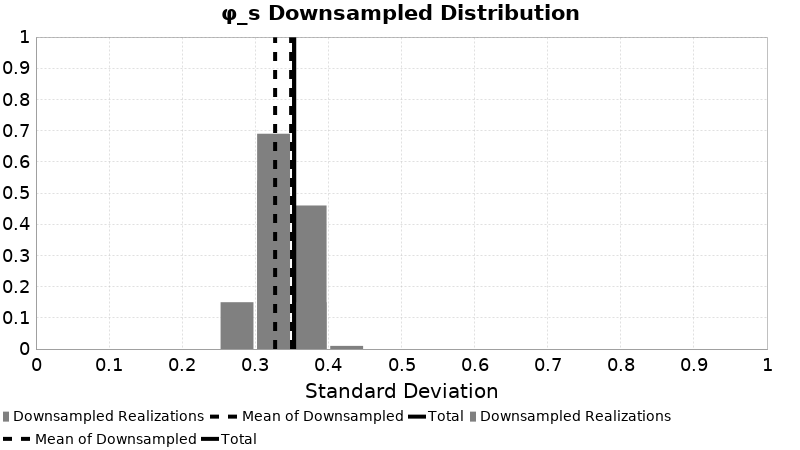 φ_s Downsampled Distribution
1
0.9
0.8
0.7
0.6
0.5
0.4
0.3
0.2
0.1
0
0 0.1 0.2 0.3 0.4 0.5 0.6 0.7 0.8 0.9 1
Standard Deviation
Downsampled Realizations Mean of Downsampled Total Downsampled Realizations
Mean of Downsampled Total